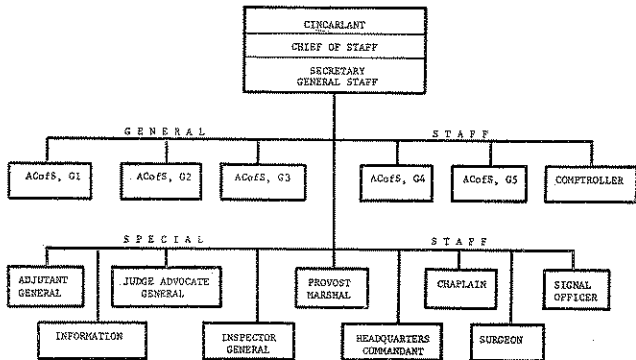 CINCARLANT
CHIEF OF STAFF
SECRETARY
GENERAL STAFF
GENERAL STAFF
ACofS, G1
ACofS, G2
ACofS, G3
ACofS, G4
ACofS, G5
COMPTROLLER
SPECIAL STAFF
ADJUTANT
GENERAL
JUDGE ADVOCATE
GENERAL
PROVOST
MARSHAL
CHAPLAIN
SIGNAL
OFFICER
INFORMATION
INSPECTOR
GENERAL
HEADQUARTERS
COMMANDANT
SURGEON